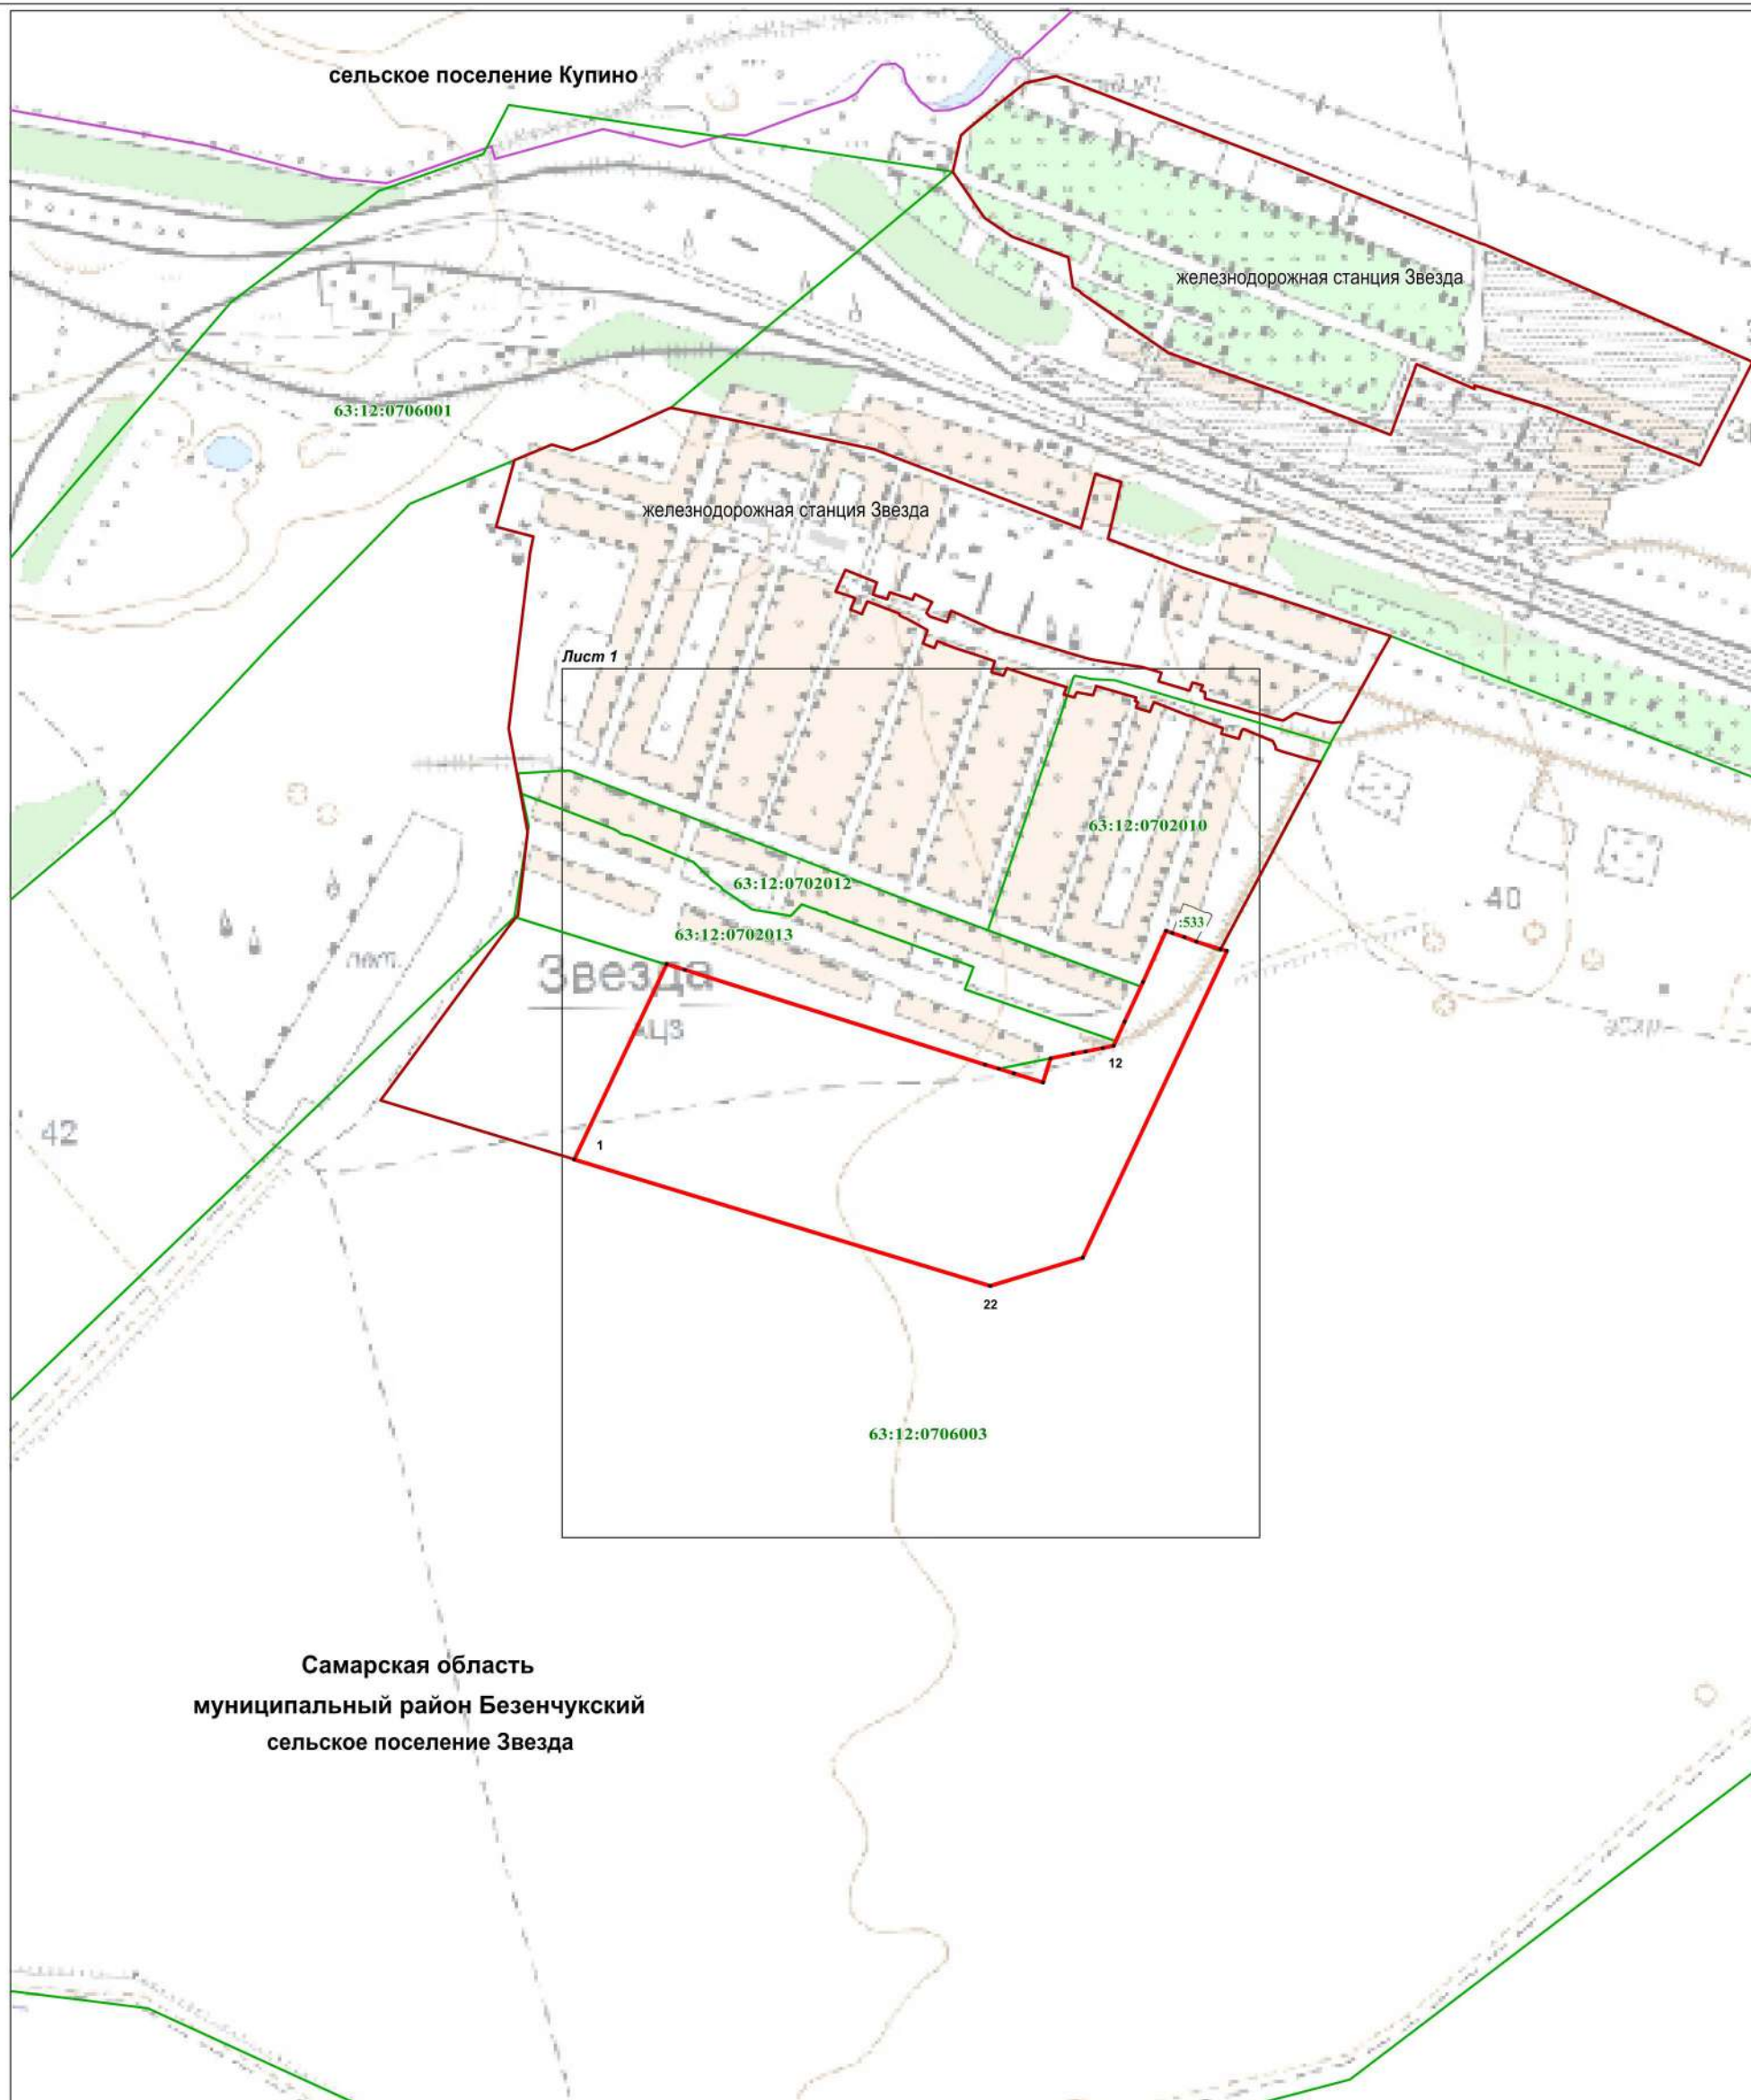 сельское поселение Купино
железнодорожная станция Звезда
63:12:0706001
железнодорожная станция Звезда
Лист 1
63:12:0702010
63:12:0702012
:533
40
63:12:0702013
лет.
Звезда
12
42
1
22
63:12:0706003
Самарская область
муниципальный район Безенчукский
сельское поселение Звезда